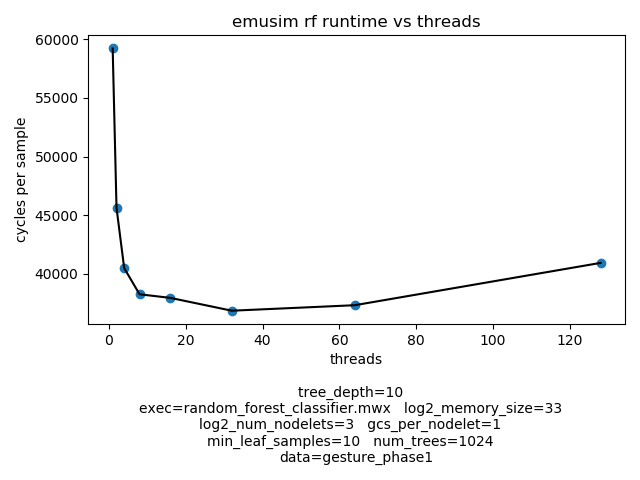 emusim rf runtime vs threads
60000
55000
50000
45000
40000
cycles per sample
0 20 40 60 80 100 120
threads
tree_depth=10
exec=random_forest_classifier.mwx log2_memory_size=33
log2_num_nodelets=3 gcs_per_nodelet=1
min_leaf_samples=10 num_trees=1024
data=gesture_phase1